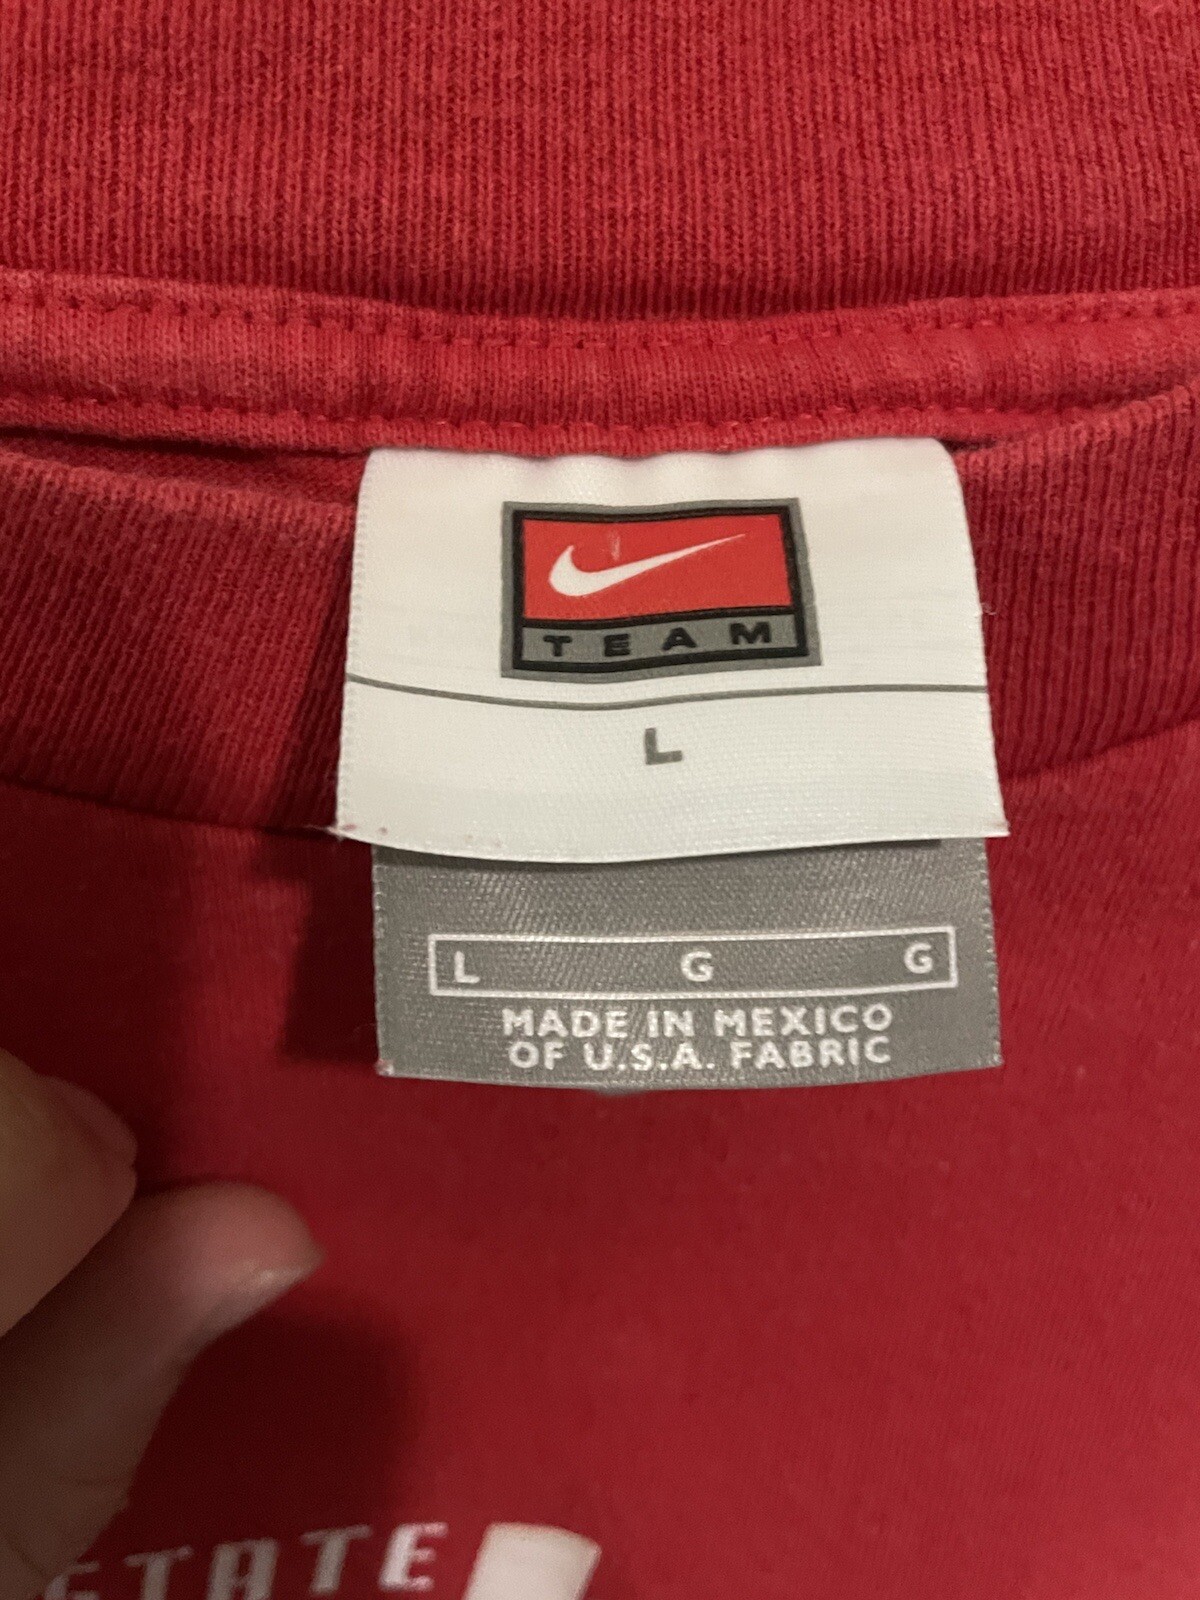 TEAM
L
L G G
MADE IN MEXICO
OF U.S.A. FABRIC
STATE